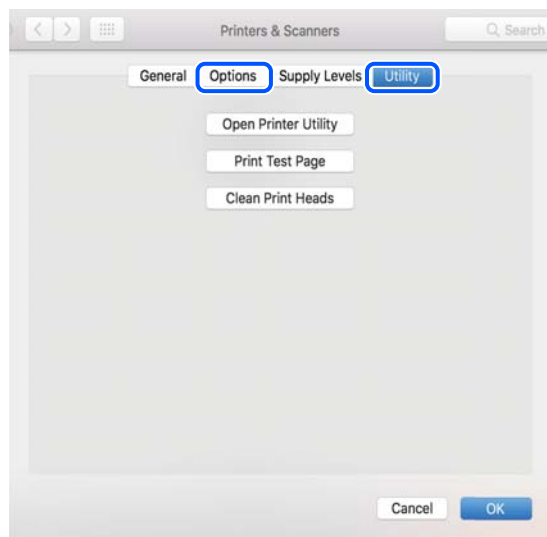 Printers & Scanners
Search
General Options Supply Levels Utility
Open Printer Utility
Print Test Page
Clean Print Heads
Cancel OK